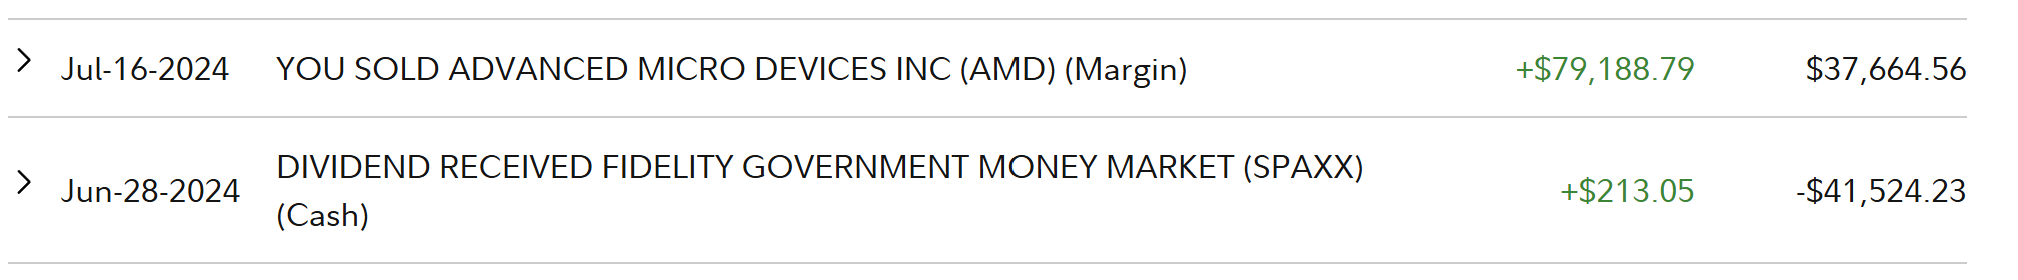 Jul-16-2024 YOU SOLD ADVANCED MICRO DEVICES INC (AMD) (Margin) +$79,188.79 $37,664.56
Jun-28-2024 DIVIDEND RECEIVED FIDELITY GOVERNMENT MONEY MARKET (SPAXX) +$213.05 -$41,524.23
(Cash)